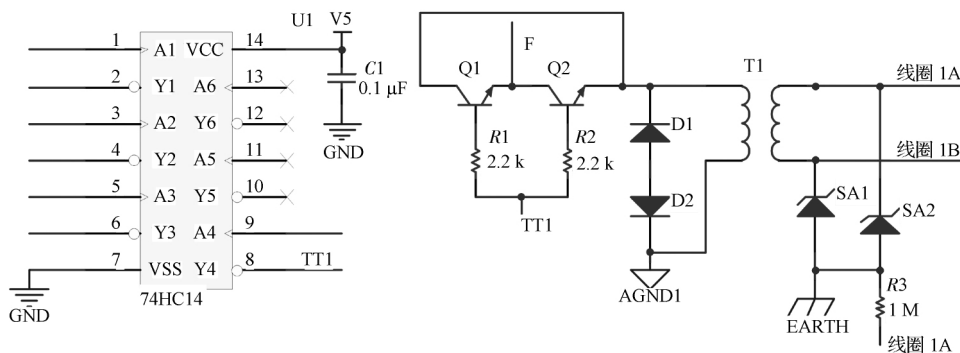 U1 V5
1 A1 VCC 14
2 Y1 A6 13
3 A2 Y6 12
4 Y2 A5 11
5 A3 Y5 10
6 Y3 A4 9
7 VSS Y4 8 TT1
74HC14
GND
C1
0.1 μF
GND
F
Q1 Q2
R1
2.2 k
R2
2.2 k
TT1
D1
D2
AGND1
T1
线圈 1A
线圈 1B
SA1
SA2
EARTH
R3
1 M
线圈 1A